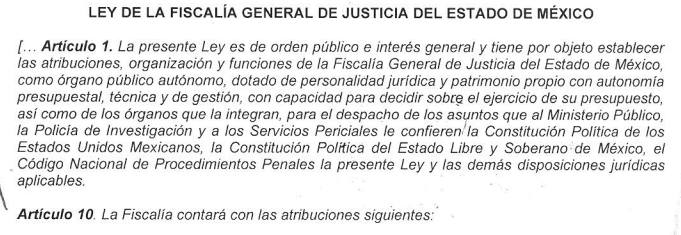 LEY DE LA FISCALÍA GENERAL DE JUSTICIA DEL ESTADO DE MÉXICO
[… Artículo 1. La presente Ley es de orden público e interés general y tiene por objeto establecer
las atribuciones, organización y funciones de la Fiscalía General de Justicia del Estado de México,
como órgano público autónomo, dotado de personalidad jurídica y patrimonio propio con autonomía
presupuestal, técnica y de gestión, con capacidad para decidir sobre el ejercicio de su presupuesto,
así como de los órganos que la integran, para el despacho de los asuntos que al Ministerio Público,
la Policía de Investigación y a los Servicios Periciales le confieren la Constitución Política de los
Estados Unidos Mexicanos, la Constitución Política del Estado Libre y Soberano de México, el
Código Nacional de Procedimientos Penales la presente Ley y las demás disposiciones jurídicas
aplicables.
Artículo 10. La Fiscalía contará con las atribuciones siguientes: